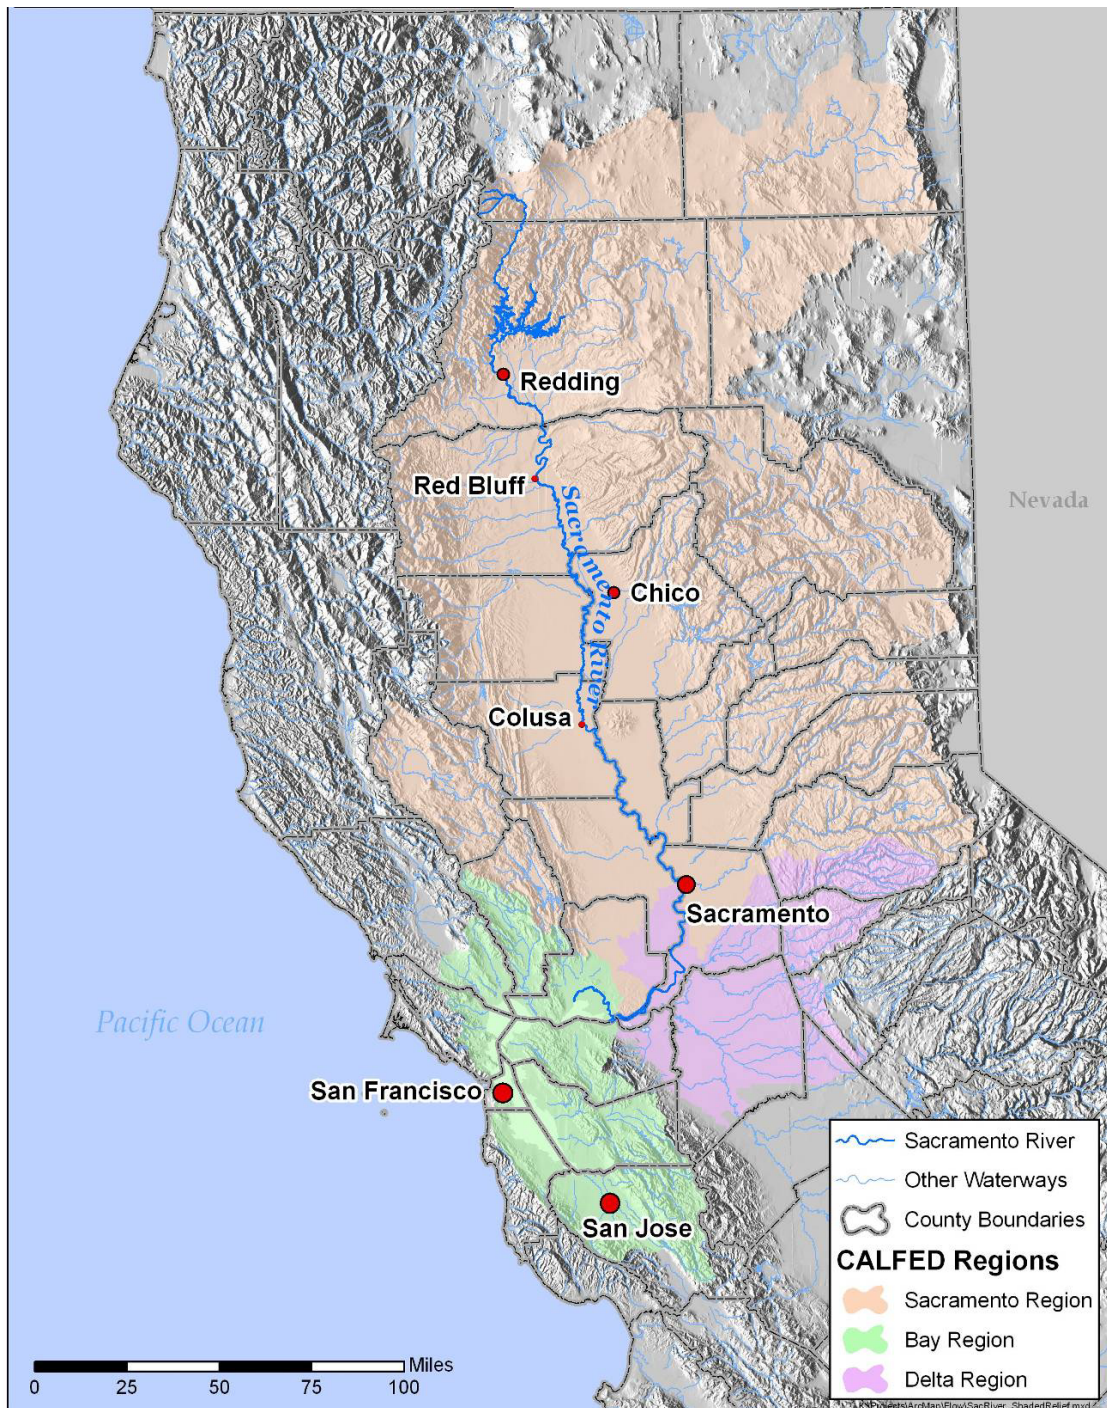 Redding
Red Bluff
Sacramento River
Nevada
Chico
Colusa
Sacramento
Pacific Ocean
San Francisco
San Jose
Sacramento River
Other Waterways
County Boundaries
CALFED Regions
Sacramento Region
Bay Region
Delta Region
Miles
0 25 50 75 100